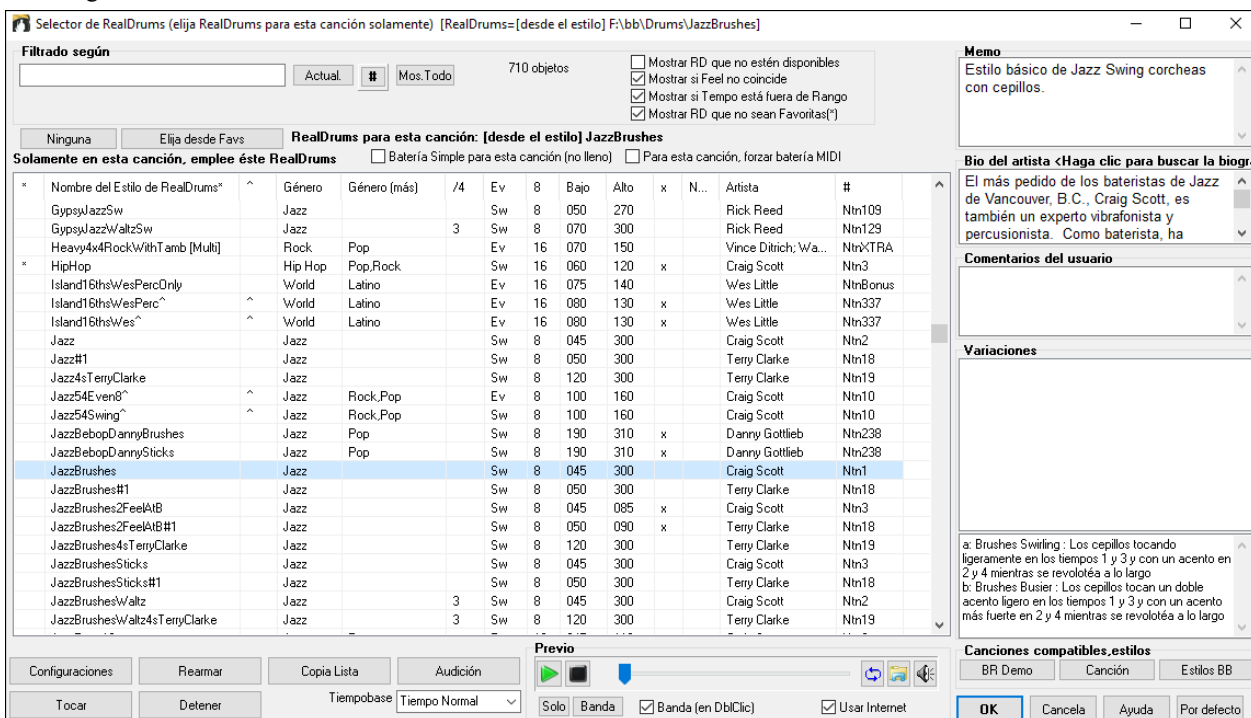 Selector de RealDrums (elija RealDrums para esta canción solamente) [RealDrums=[desde el estilo] F:\bb\Drums\JazzBrushes]
Filtrado según
Actual. # Mos.Todo 710 objetos
Mostrar RD que no estén disponibles
Mostrar si Feel no coincide
Mostrar si Tempo está fuera de Rango
Mostrar RD que no sean Favoritas(*)
Ninguna Elija desde Favs RealDrums para esta canción: [desde el estilo] JazzBrushes
Solamente en esta canción, emplee éste RealDrums Batería Simple para esta canción (no lleno) Para esta canción, forzar batería MIDI
* Nombre del Estilo de RealDrums* ^ Género Género (más) /4 Ev 8 Bajo Alto x N... Artista #
GypsyJazzSw Jazz Sw 8 050 270 Rick Reed Ntn109
GypsyJazzWaltzSw Jazz 3 Sw 8 070 300 Rick Reed Ntn129
Heavy4x4RockWithTamb [Multi] Rock Pop Ev 16 070 150 Vince Ditrich; Wa... NtnXTRA
* HipHop Hip Hop Pop,Rock Sw 16 060 120 x Craig Scott Ntn3
Island16thsWesPercOnly World Latino Ev 16 075 140 Wes Little NtnBonus
Island16thsWesPerc^ ^ World Latino Ev 16 080 130 x Wes Little Ntn337
Island16thsWes^ ^ World Latino Ev 16 080 130 x Wes Little Ntn337
Jazz Jazz Sw 8 045 300 Craig Scott Ntn2
Jazz#1 Jazz Sw 8 050 300 Terry Clarke Ntn18
Jazz4sTerryClarke Jazz Sw 8 120 300 Terry Clarke Ntn19
Jazz54Even8^ ^ Jazz Rock,Pop Ev 8 100 160 Craig Scott Ntn10
Jazz54Swing^ ^ Jazz Rock,Pop Sw 8 100 160 Craig Scott Ntn10
JazzBebopDannyBrushes Jazz Pop Sw 8 190 310 x Danny Gottlieb Ntn238
JazzBebopDannySticks Jazz Pop Sw 8 190 310 x Danny Gottlieb Ntn238
JazzBrushes Jazz Sw 8 045 300 Craig Scott Ntn1
JazzBrushes#1 Jazz Sw 8 050 300 Terry Clarke Ntn18
JazzBrushes2FeelAtB Jazz Sw 8 045 085 x Craig Scott Ntn3
JazzBrushes2FeelAtB#1 Jazz Sw 8 050 090 x Terry Clarke Ntn18
JazzBrushes4sTerryClarke Jazz Sw 8 120 300 Terry Clarke Ntn19
JazzBrushesSticks Jazz Sw 8 045 300 Craig Scott Ntn3
JazzBrushesSticks#1 Jazz Sw 8 050 300 Terry Clarke Ntn18
JazzBrushesWaltz Jazz 3 Sw 8 045 300 Craig Scott Ntn2
JazzBrushesWaltz4sTerryClarke Jazz 3 Sw 8 120 300 Terry Clarke Ntn19
Configuraciones Rearmar Copia Lista Audición
Tocar Detener Tiempobase Tiempo Normal
Previo
Solo Banda Banda (en DblClic) Usar Internet
Memo
Estilo básico de Jazz Swing corcheas
con cepillos.
Bio del artista <Haga clic para buscar la biogra
El más pedido de los bateristas de Jazz
de Vancouver, B.C., Craig Scott, es
también un experto vibrafonista y
percusionista. Como baterista, ha
Comentarios del usuario
Variaciones
a: Brushes Swirling : Los cepillos tocando
ligeramente en los tiempos 1 y 3 y con un acento en
2 y 4 mientras se revolotéa a lo largo
b: Brushes Busier : Los cepillos tocan un doble
acento ligero en los tiempos 1 y 3 y con un acento
más fuerte en 2 y 4 mientras se revolotéa a lo largo
Canciones compatibles,estilos
BR Demo Canción Estilos BB
OK Cancela Ayuda Por defecto